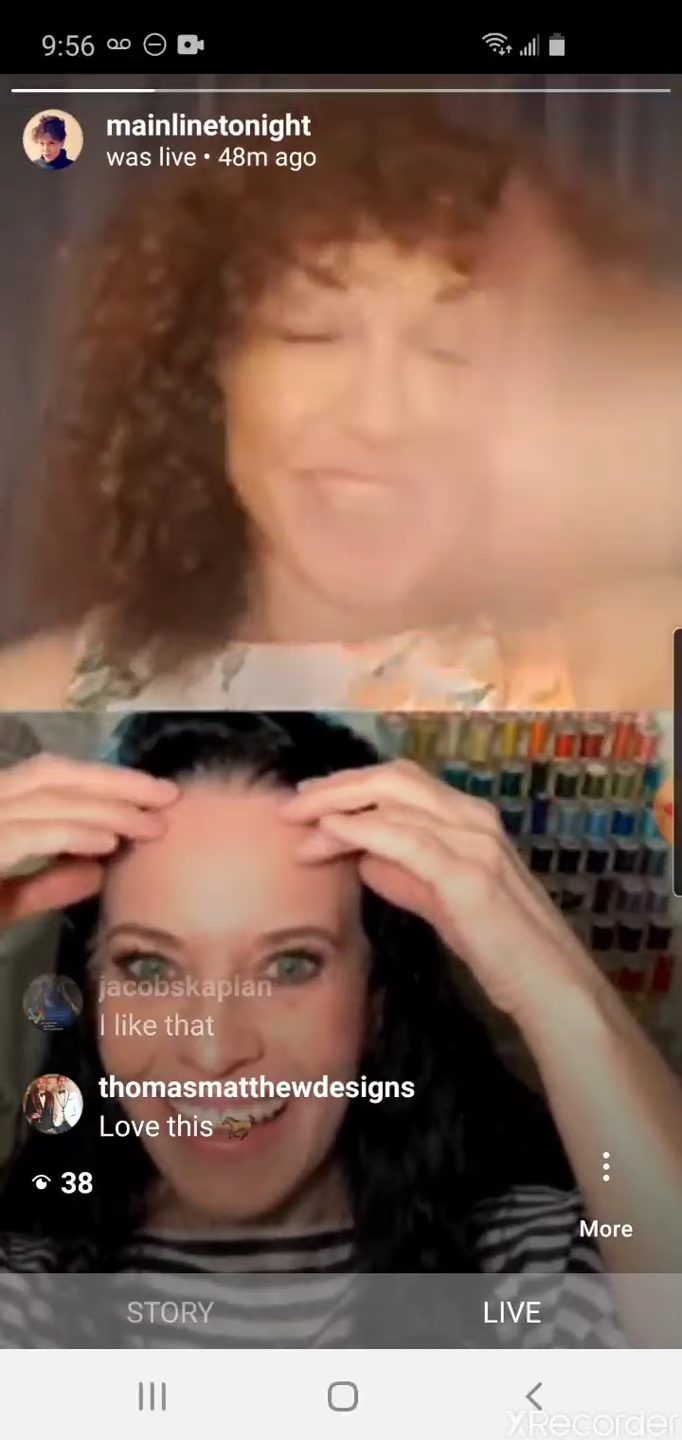 9:56
mainlinetonight
was live • 48m ago
jacobskaplan
I like that
thomasmatthewdesigns
Love this 🐎
38
More
STORY
LIVE
XRecorder